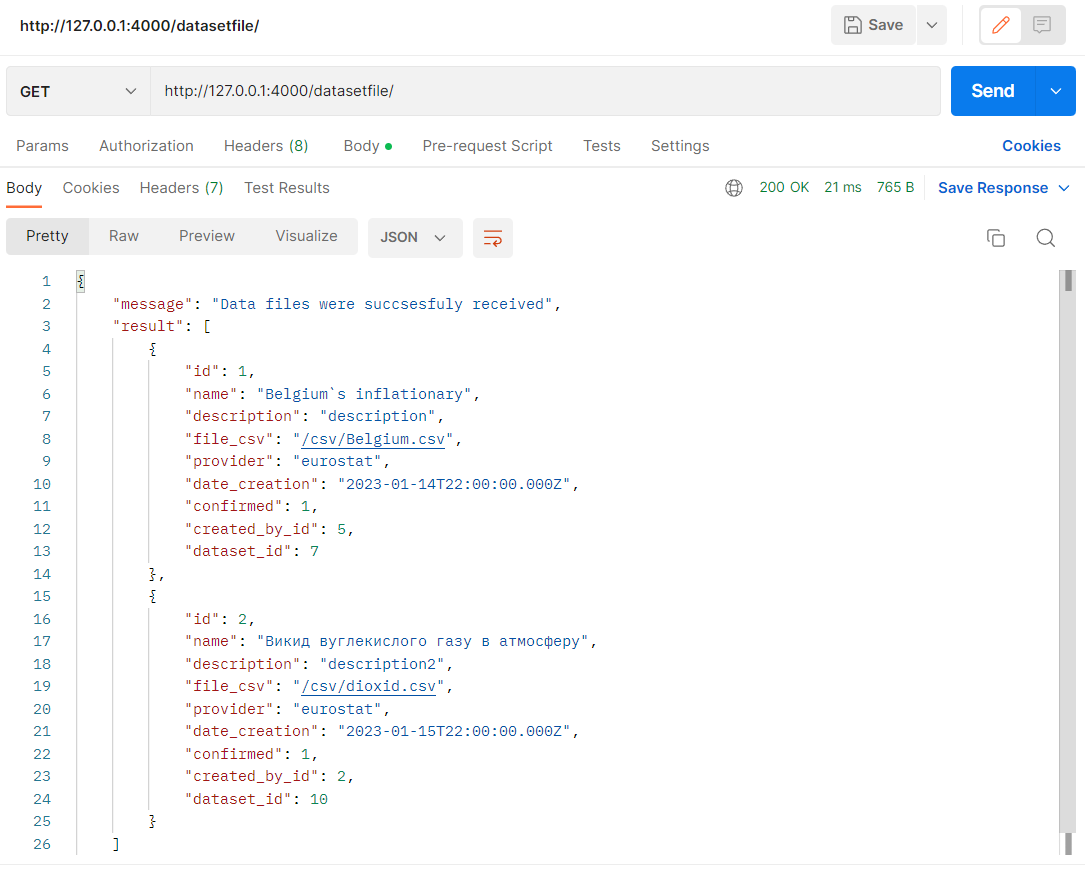 http://127.0.0.1:4000/datasetfile/
Save
GET
http://127.0.0.1:4000/datasetfile/
Send
Params Authorization Headers (8) Body Pre-request Script Tests Settings Cookies
Body Cookies Headers (7) Test Results 200 OK 21 ms 765 B Save Response
Pretty Raw Preview Visualize JSON
1 {
2 "message": "Data files were succsesfuly received",
3 "result": [
4 {
5 "id": 1,
6 "name": "Belgium`s inflationary",
7 "description": "description",
8 "file_csv": "/csv/Belgium.csv",
9 "provider": "eurostat",
10 "date_creation": "2023-01-14T22:00:00.000Z",
11 "confirmed": 1,
12 "created_by_id": 5,
13 "dataset_id": 7
14 },
15 {
16 "id": 2,
17 "name": "Викид вуглекислого газу в атмосферу",
18 "description": "description2",
19 "file_csv": "/csv/dioxid.csv",
20 "provider": "eurostat",
21 "date_creation": "2023-01-15T22:00:00.000Z",
22 "confirmed": 1,
23 "created_by_id": 2,
24 "dataset_id": 10
25 }
26 ]